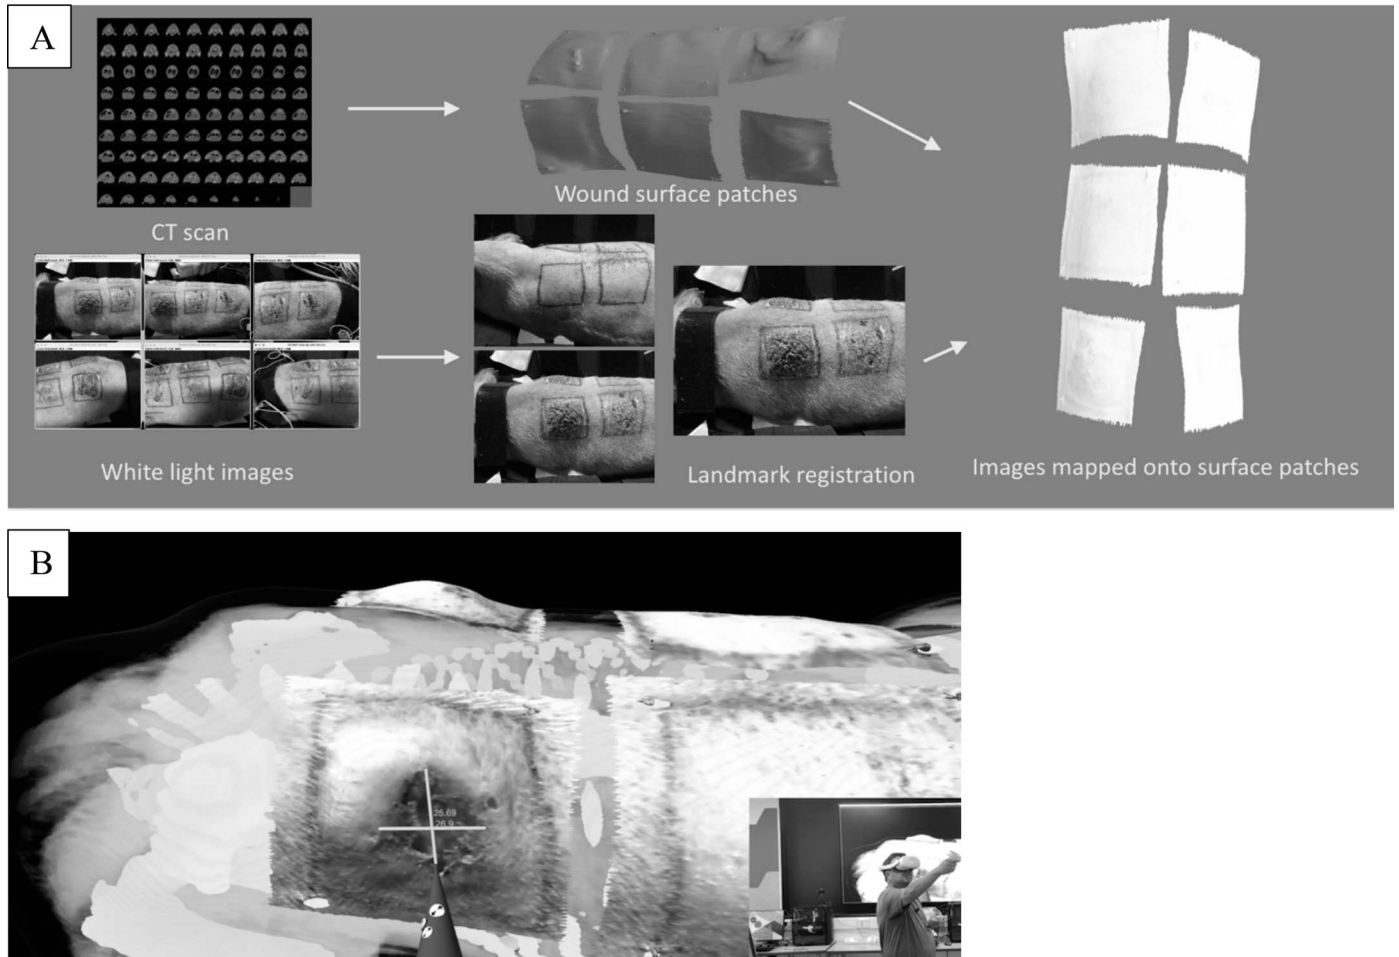 A
CT scan
Wound surface patches
White light images
Landmark registration
Images mapped onto surface patches
B
25.69
26.9